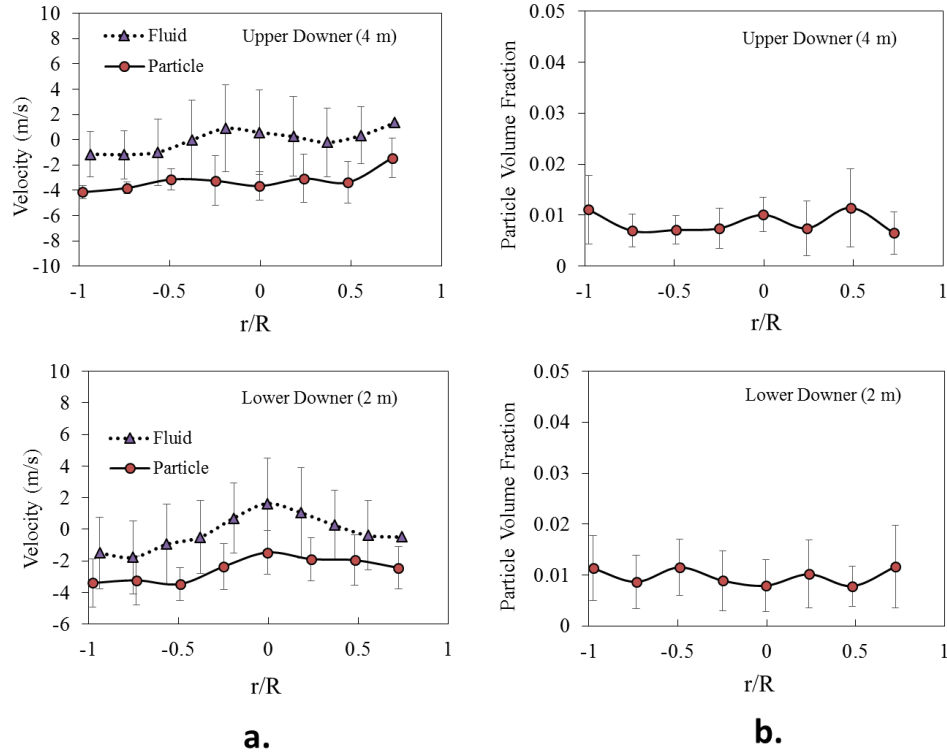 10
8
6
4
2
0
-2
-4
-6
-8
-10
Velocity (m/s)
Fluid
Particle
Upper Downer (4 m)
-1 -0.5 0 0.5 1
r/R
0.05
0.04
0.03
0.02
0.01
0
Particle Volume Fraction
Upper Downer (4 m)
-1 -0.5 0 0.5 1
r/R
10
8
6
4
2
0
-2
-4
-6
Velocity (m/s)
Lower Downer (2 m)
Fluid
Particle
-1 -0.5 0 0.5 1
r/R
0.05
0.04
0.03
0.02
0.01
0
Particle Volume Fraction
Lower Downer (2 m)
-1 -0.5 0 0.5 1
r/R
a.
b.